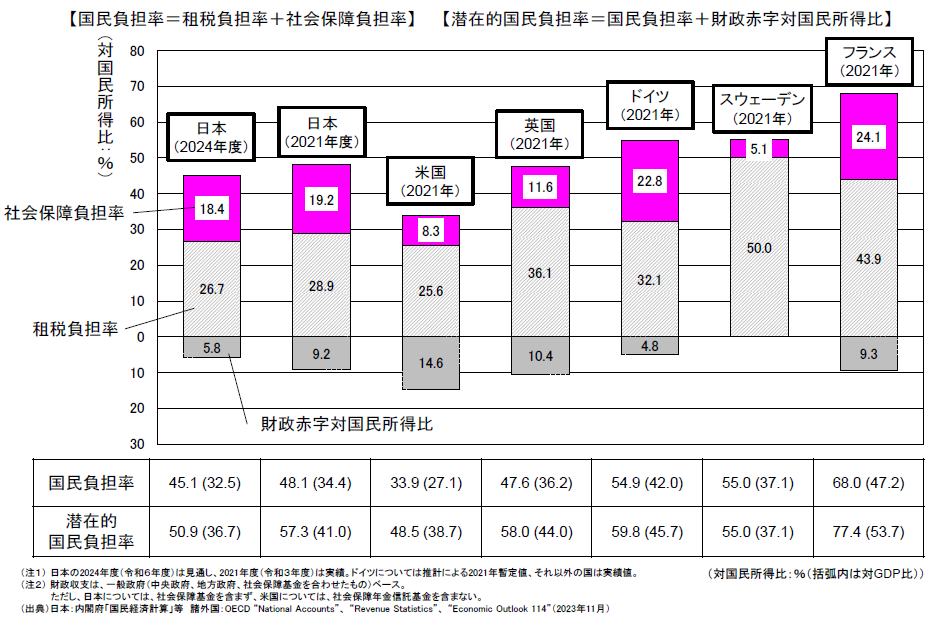 【国民負担率＝租税負担率＋社会保障負担率】　【潜在的国民負担率＝国民負担率＋財政赤字対国民所得比】
（対国民所得比：％）
80
70
60
50
40
30
20
10
0
10
20
30
日本
（2024年度）
18.4
26.7
5.8
日本
（2021年度）
19.2
28.9
9.2
米国
（2021年）
8.3
25.6
14.6
英国
（2021年）
11.6
36.1
10.4
ドイツ
（2021年）
22.8
32.1
4.8
スウェーデン
（2021年）
5.1
50.0
フランス
（2021年）
24.1
43.9
9.3
社会保障負担率
租税負担率
財政赤字対国民所得比
国民負担率 45.1 (32.5) 48.1 (34.4) 33.9 (27.1) 47.6 (36.2) 54.9 (42.0) 55.0 (37.1) 68.0 (47.2)
潜在的
国民負担率 50.9 (36.7) 57.3 (41.0) 48.5 (38.7) 58.0 (44.0) 59.8 (45.7) 55.0 (37.1) 77.4 (53.7)
（注１）日本の2024年度（令和６年度）は見通し、2021年度（令和３年度）は実績。ドイツについては推計による2021年暫定値、それ以外の国は実績値。
（対国民所得比：％（括弧内は対GDP比））
（注２）財政収支は、一般政府（中央政府、地方政府、社会保障基金を合わせたもの）ベース。
ただし、日本については、社会保障基金を含まず、米国については、社会保障年金信託基金を含まない。
（出典）日本：内閣府「国民経済計算」等　諸外国：OECD “National Accounts”、“Revenue Statistics”、“Economic Outlook 114”（2023年11月）